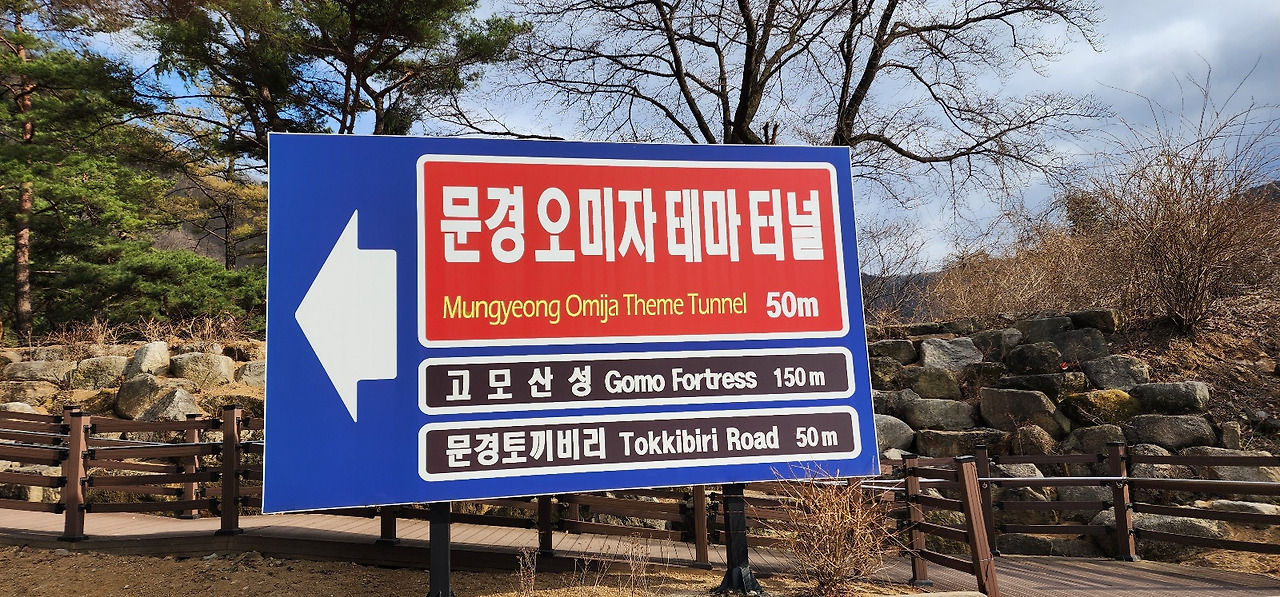 문경 오미자 테마 터널
Mungyeong Omija Theme Tunnel 50m
고모산성 Gomo Fortress 150m
문경토끼비리 Tokkibiri Road 50m